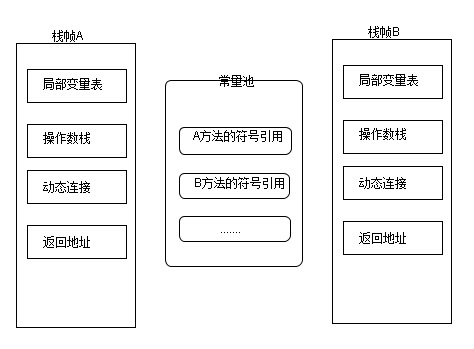 栈帧A
局部变量表
操作数栈
动态连接
返回地址
常量池
A方法的符号引用
B方法的符号引用
.......
栈帧B
局部变量表
操作数栈
动态连接
返回地址